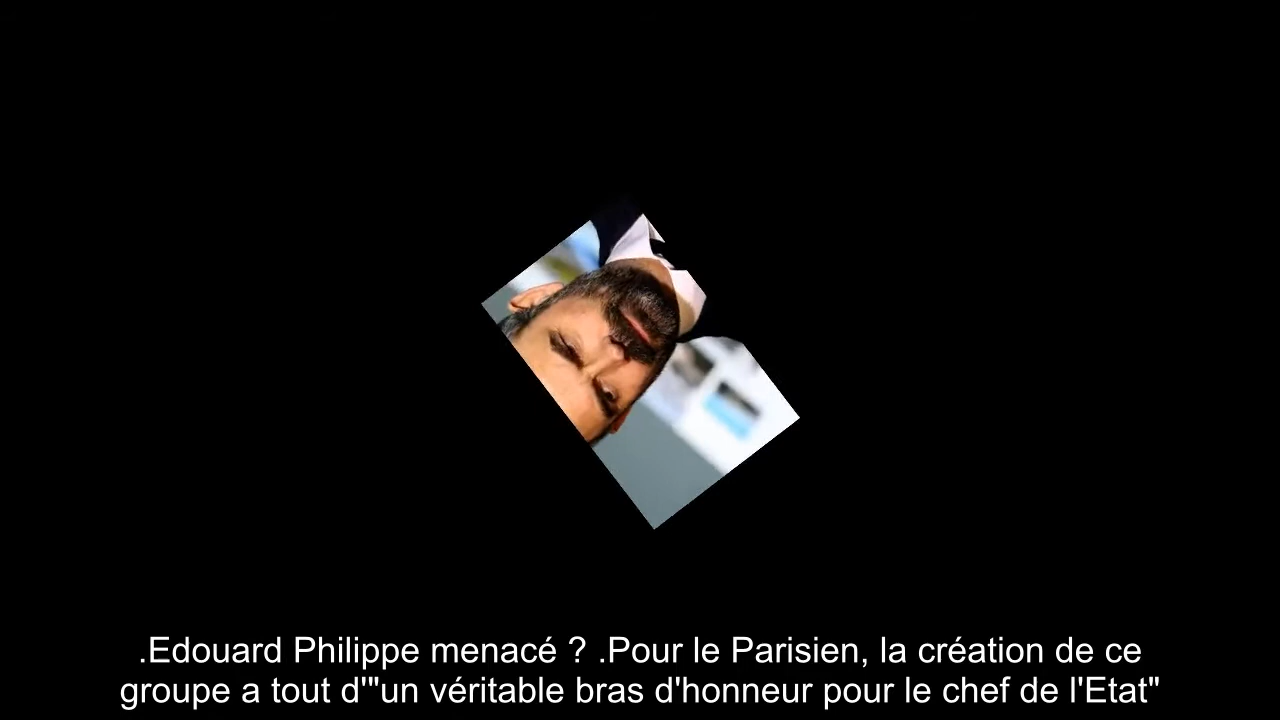 .Edouard Philippe menacé ? .Pour le Parisien, la création de ce
groupe a tout d'"un véritable bras d'honneur pour le chef de l'Etat"